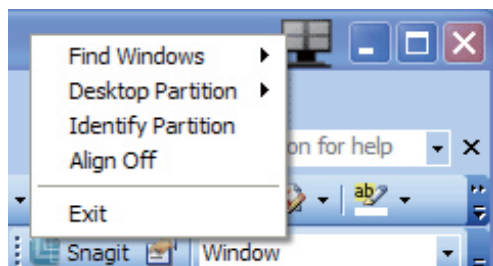 Find Windows
Desktop Partition
Identify Partition
Align Off
on for help
Exit
Snagit Window